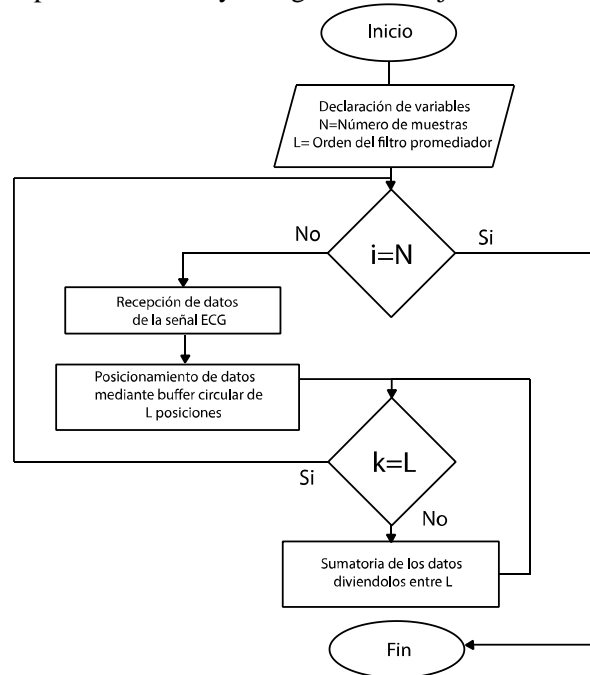 Inicio
Declaración de variables
N=Número de muestras
L= Orden del filtro promediador
No
Si
i=N
Recepción de datos
de la señal ECG
Posicionamiento de datos
mediante buffer circular de
L posiciones
k=L
Si
No
Sumatoria de los datos
diviendolos entre L
Fin